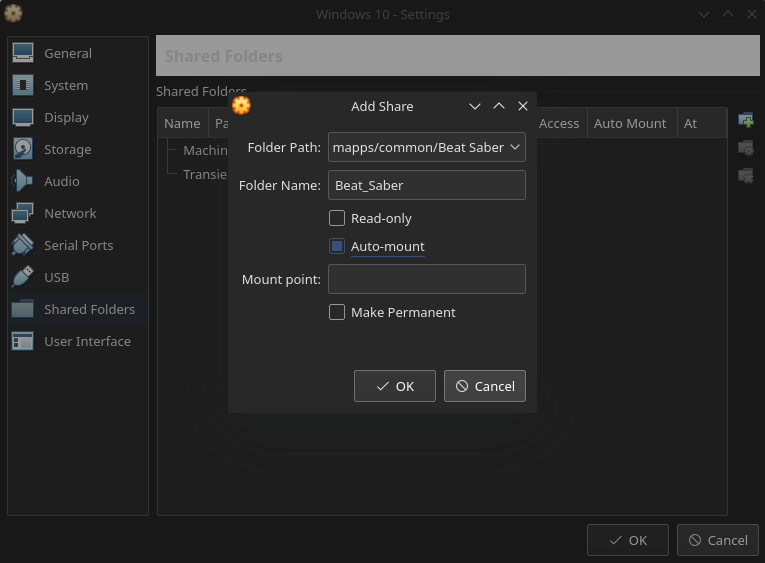 Windows 10 - Settings
General
System
Display
Storage
Audio
Network
Serial Ports
USB
Shared Folders
User Interface
Shared Folders
Shared Folders
Name Pa Access Auto Mount At
Machin
Transie
Add Share
Folder Path: mapps/common/Beat Saber
Folder Name: Beat_Saber
Read-only
Auto-mount
Mount point:
Make Permanent
OK Cancel
OK Cancel